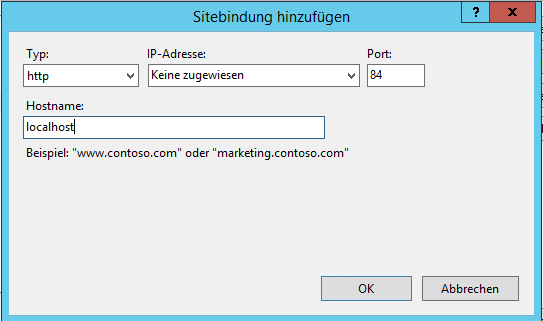 Sitebindung hinzufügen
? x
Typ: IP-Adresse: Port:
http Keine zugewiesen 84
Hostname:
localhost
Beispiel: "www.contoso.com" oder "marketing.contoso.com"
OK Abbrechen